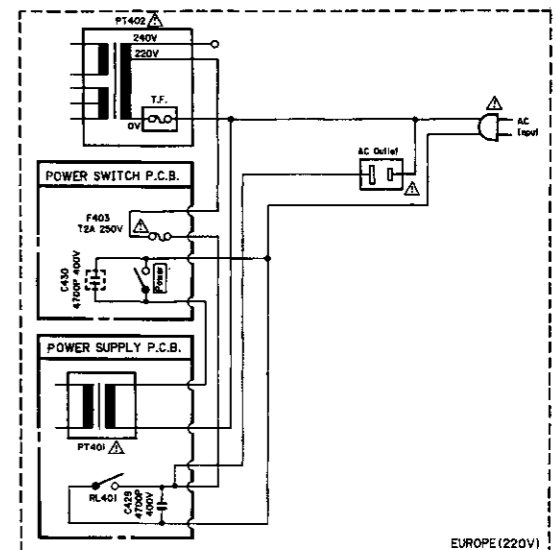 PT402
240V
220V
T.F.
0V
AC
Input
AC Outlet
POWER SWITCH P.C.B.
F403
T2A 250V
C430
4700P 400V
Power
POWER SUPPLY P.C.B.
PT401
RL401
C429
4700P
400V
EUROPE (220V)